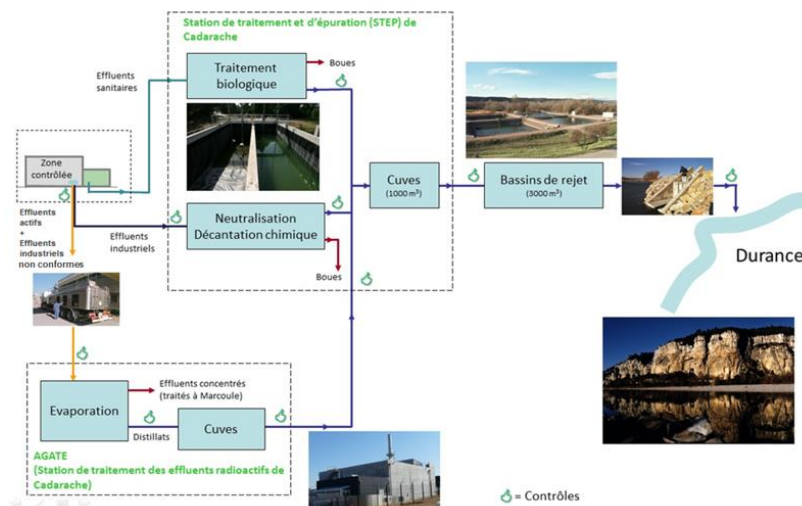 Station de traitement et d'épuration (STEP) de
Cadarache
Effluents
sanitaires
Traitement
biologique
Boues
Zone
contrôlée
Effluents
actifs
+
Effluents
industriels
non conformes
Effluents
industriels
Neutralisation
Décantation chimique
Boues
Cuves
(1000 m³)
Bassins de rejet
(3000 m³)
Durance
Evaporation
Effluents concentrés
(traités à Marcoule)
Distillats
Cuves
AGATE
(Station de traitement des effluents radioactifs de
Cadarache)
= Contrôles